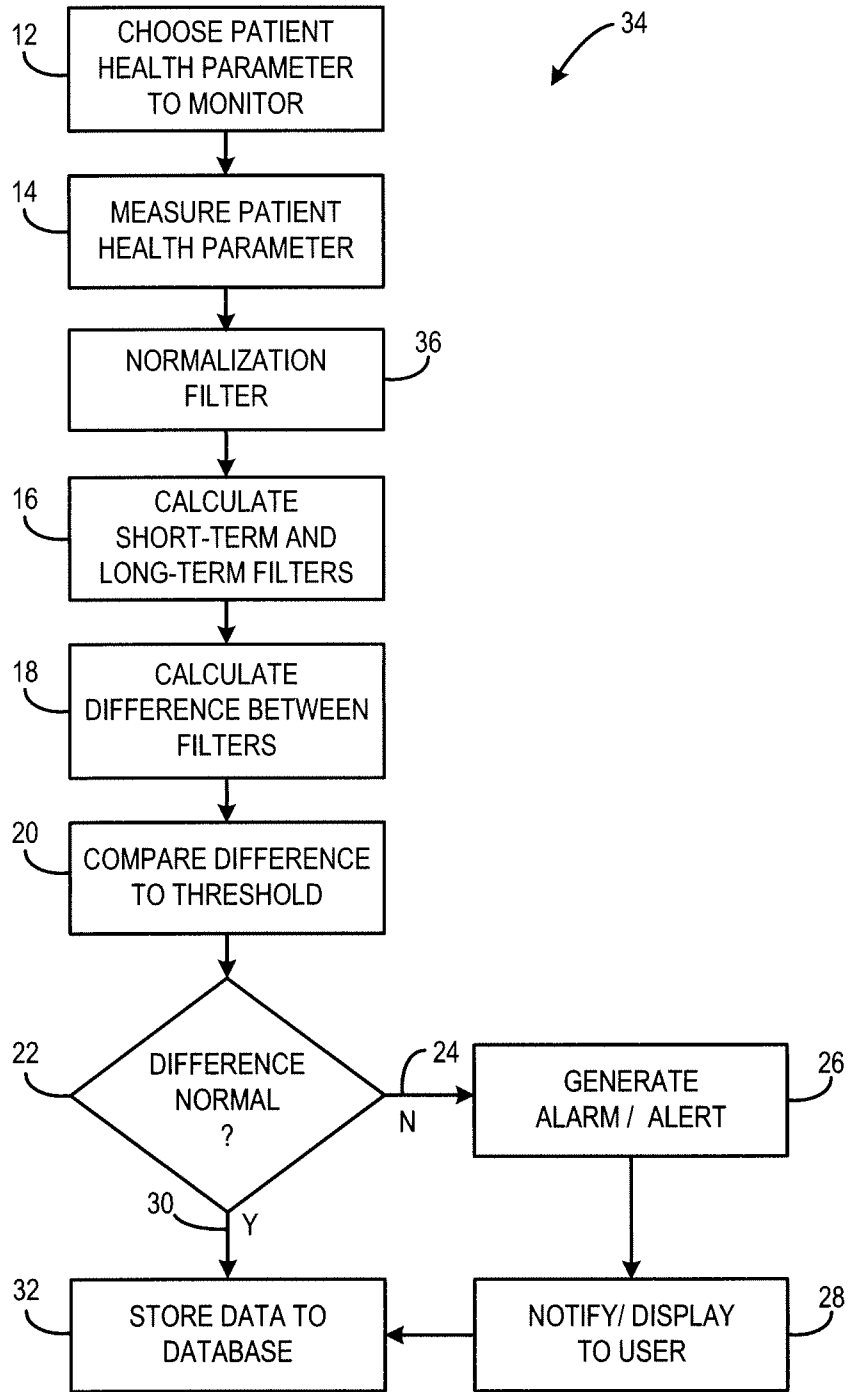 12
CHOOSE PATIENT
HEALTH PARAMETER
TO MONITOR
34
14
MEASURE PATIENT
HEALTH PARAMETER
NORMALIZATION
FILTER
36
16
CALCULATE
SHORT-TERM AND
LONG-TERM FILTERS
18
CALCULATE
DIFFERENCE BETWEEN
FILTERS
20
COMPARE DIFFERENCE
TO THRESHOLD
22
DIFFERENCE
NORMAL
?
24
N
GENERATE
ALARM / ALERT
26
30
Y
32
STORE DATA TO
DATABASE
NOTIFY/ DISPLAY
TO USER
28